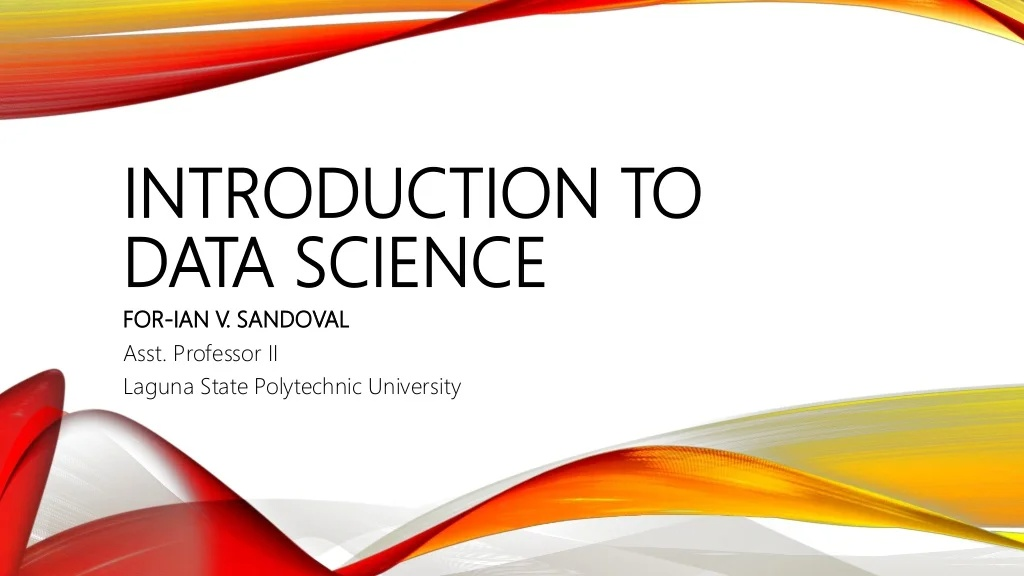 INTRODUCTION TO
DATA SCIENCE
FOR-IAN V. SANDOVAL
Asst. Professor II
Laguna State Polytechnic University